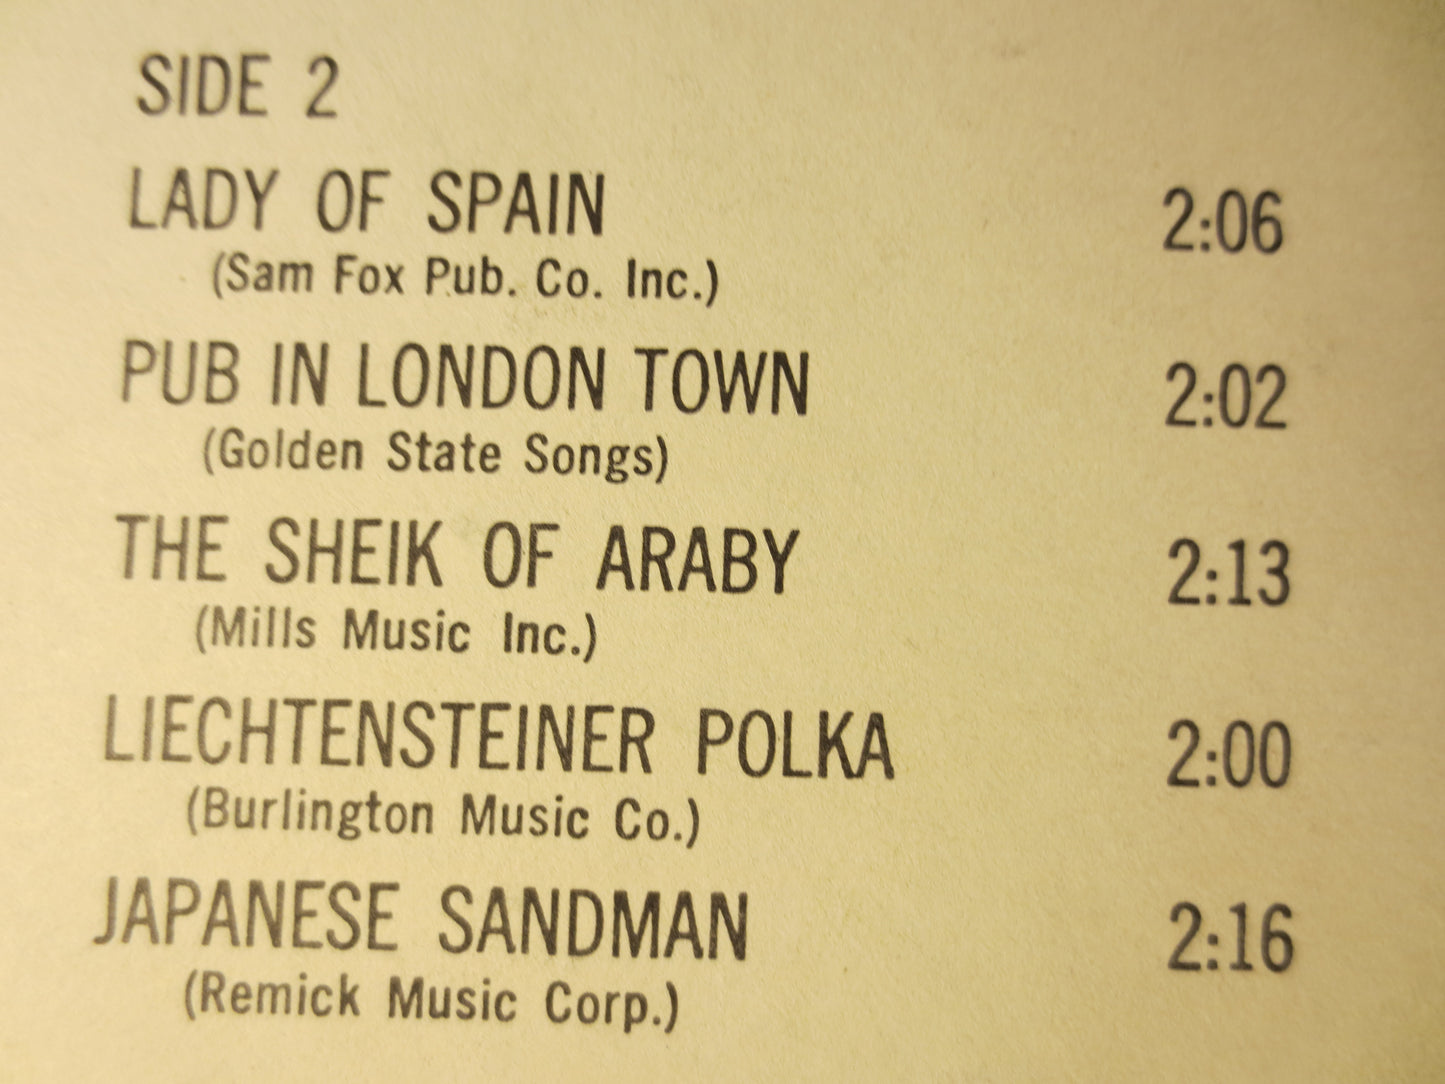 SIDE 2
LADY OF SPAIN 2:06
(Sam Fox Pub. Co. Inc.)
PUB IN LONDON TOWN 2:02
(Golden State Songs)
THE SHEIK OF ARABY 2:13
(Mills Music Inc.)
LIECHTENSTEINER POLKA 2:00
(Burlington Music Co.)
JAPANESE SANDMAN 2:16
(Remick Music Corp.)